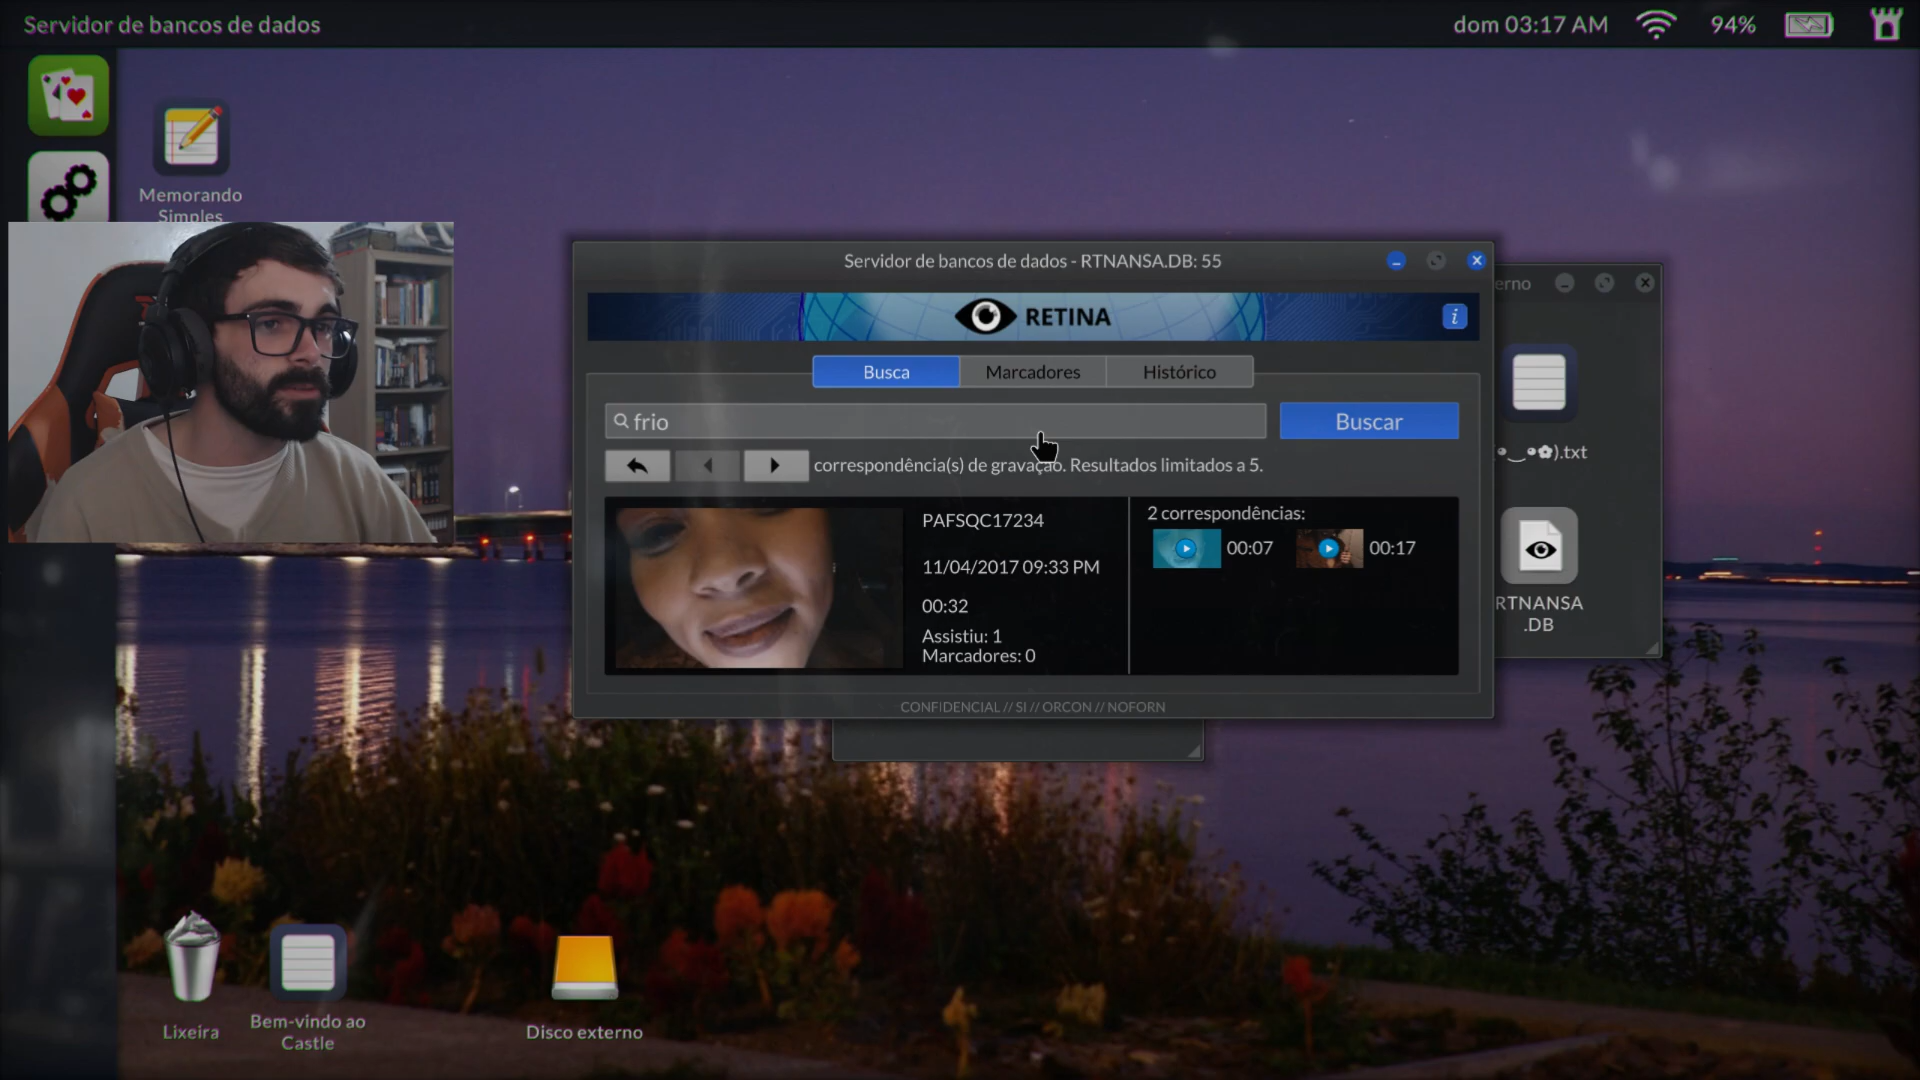 Servidor de bancos de dados
dom 03:17 AM
94%
Memorando
Simples
Servidor de bancos de dados - RTNANSA.DB: 55
erno
RETINA
i
Busca
Marcadores
Histórico
frio
Buscar
correspondência(s) de gravação. Resultados limitados a 5.
PAFSQC17234
11/04/2017 09:33 PM
00:32
Assistiu: 1
Marcadores: 0
2 correspondências:
00:07
00:17
CONFIDENCIAL // SI // ORCON // NOFORN
•‿•✿).txt
RTNANSA
.DB
Lixeira
Bem-vindo ao
Castle
Disco externo